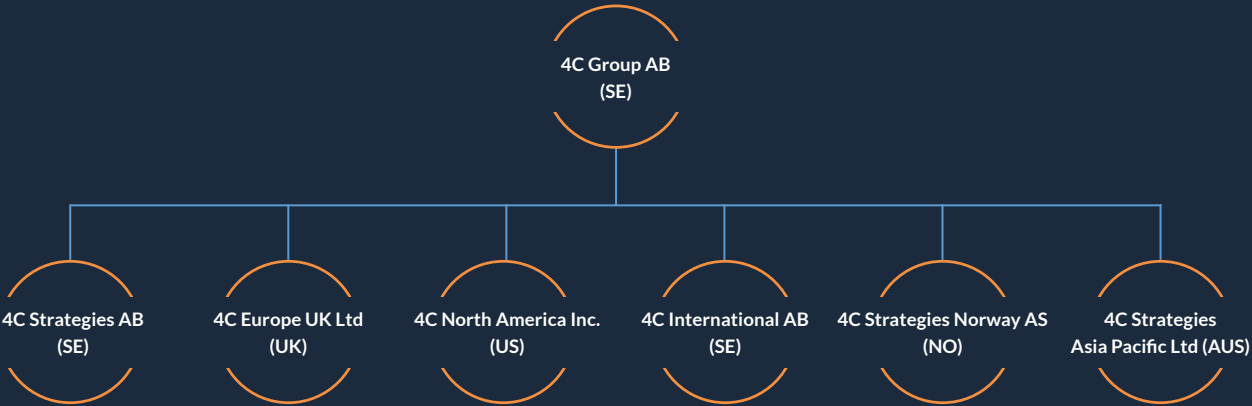 4C Group AB
(SE)
4C Strategies AB
(SE)
4C Europe UK Ltd
(UK)
4C North America Inc.
(US)
4C International AB
(SE)
4C Strategies Norway AS
(NO)
4C Strategies
Asia Pacific Ltd (AUS)